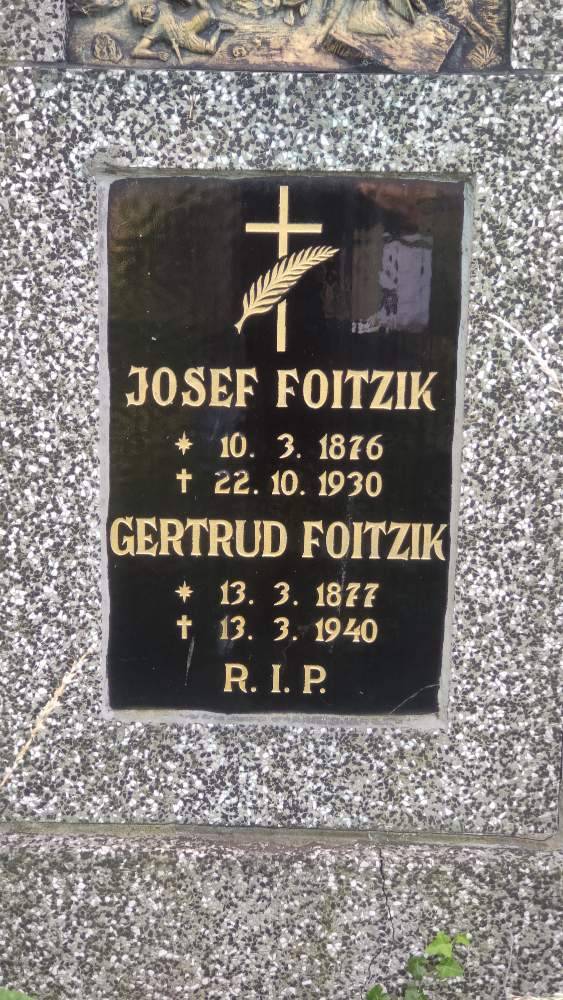 JOSEF FOITZIK
* 10. 3. 1876
† 22. 10. 1930
GERTRUD FOITZIK
* 13. 3. 1877
† 13. 3. 1940
R. I. P.